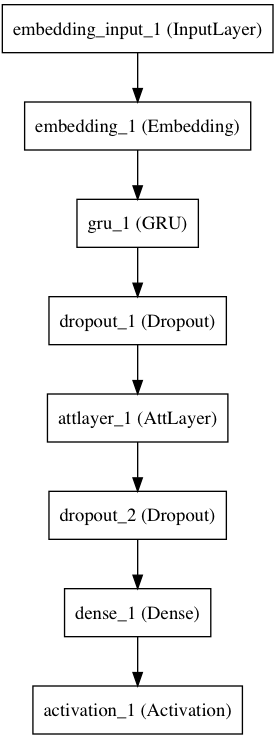 embedding_input_1 (InputLayer)
embedding_1 (Embedding)
gru_1 (GRU)
dropout_1 (Dropout)
attlayer_1 (AttLayer)
dropout_2 (Dropout)
dense_1 (Dense)
activation_1 (Activation)